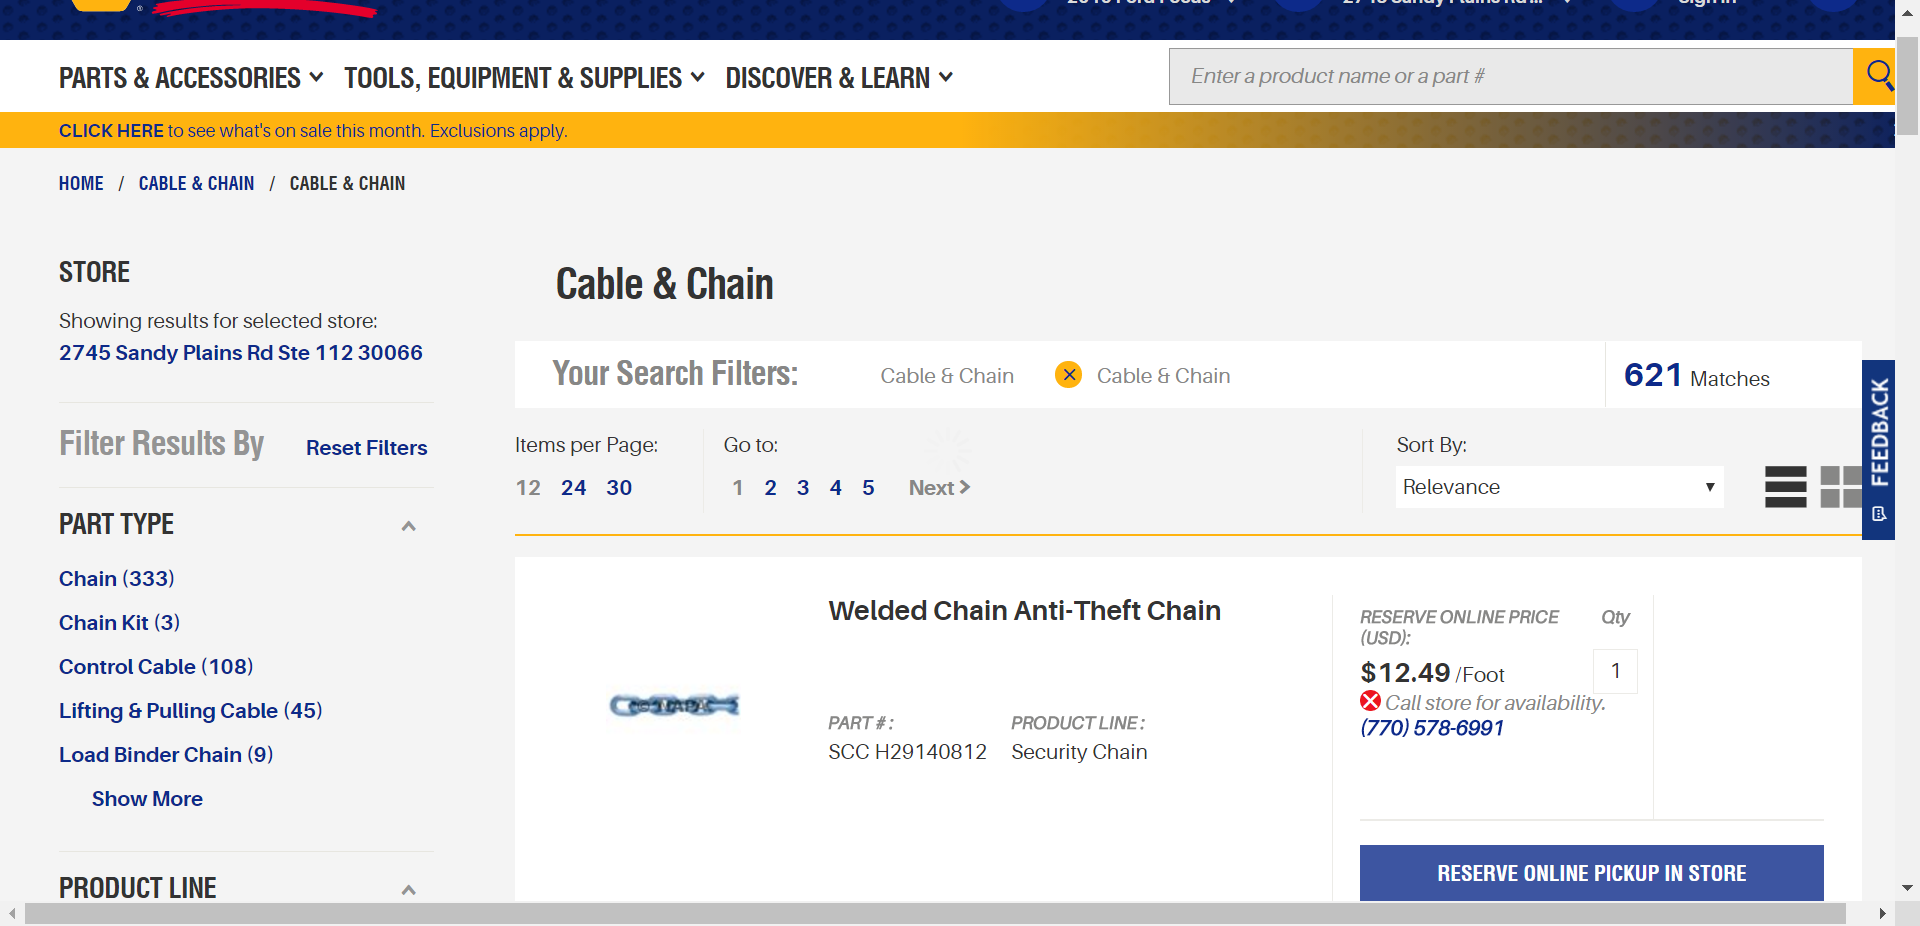 PARTS & ACCESSORIES TOOLS, EQUIPMENT & SUPPLIES DISCOVER & LEARN
Enter a product name or a part #
CLICK HERE to see what's on sale this month. Exclusions apply.
HOME / CABLE & CHAIN / CABLE & CHAIN
STORE
Showing results for selected store:
2745 Sandy Plains Rd Ste 112 30066
Filter Results By Reset Filters
PART TYPE
Chain (333)
Chain Kit (3)
Control Cable (108)
Lifting & Pulling Cable (45)
Load Binder Chain (9)
Show More
PRODUCT LINE
Cable & Chain
Your Search Filters: Cable & Chain Cable & Chain
621 Matches
Items per Page:
12 24 30
Go to:
1 2 3 4 5 Next
Sort By:
Relevance
FEEDBACK
Welded Chain Anti-Theft Chain
PART # :
SCC H29140812
PRODUCT LINE :
Security Chain
RESERVE ONLINE PRICE
(USD):
Qty
$12.49 /Foot
1
Call store for availability.
(770) 578-6991
RESERVE ONLINE PICKUP IN STORE